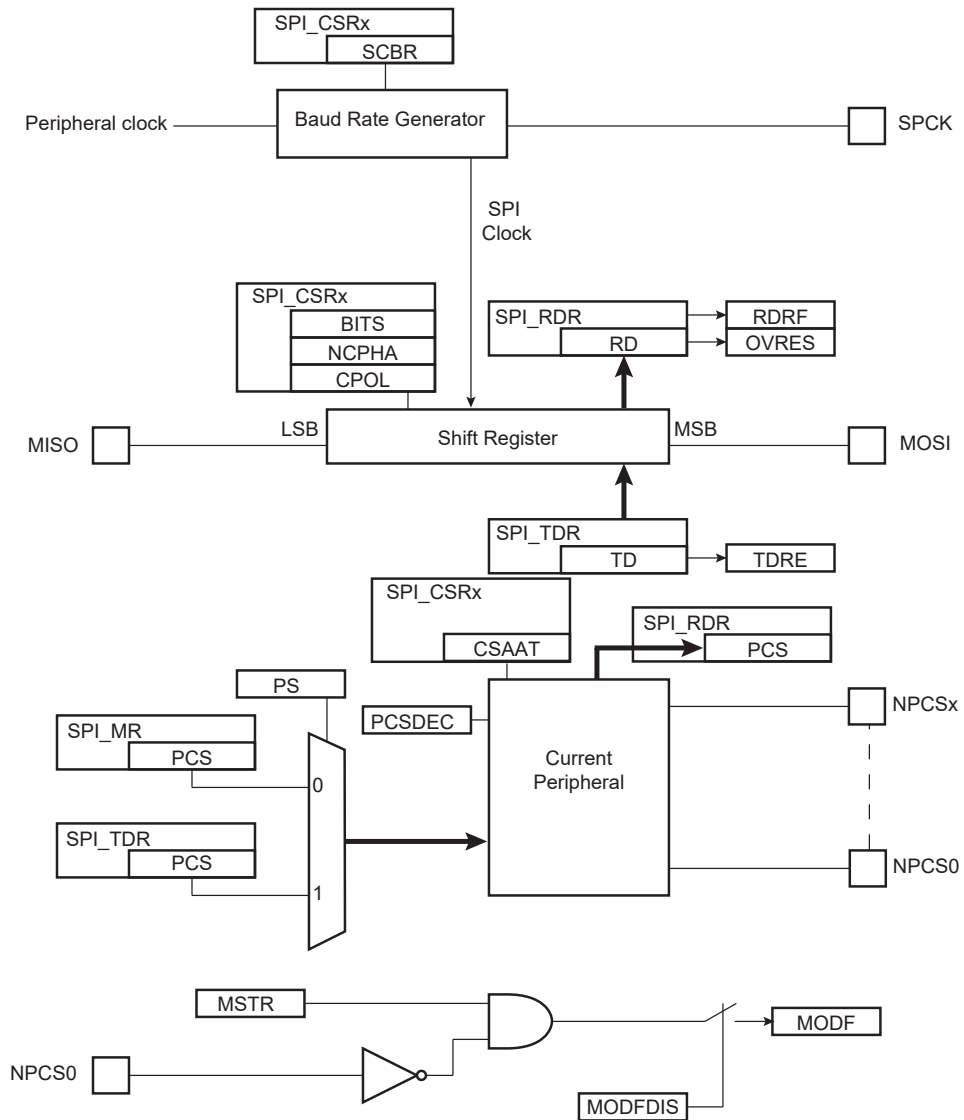 SPI_CSRx
SCBR
Peripheral clock
Baud Rate Generator
SPCK
SPI
Clock
SPI_CSRx
BITS
NCPHA
CPOL
SPI_RDR
RD
RDRF
OVRES
MISO
LSB
Shift Register
MSB
MOSI
SPI_TDR
TD
TDRE
SPI_CSRx
CSAAT
SPI_RDR
PCS
PS
PCSDEC
NPCSx
SPI_MR
PCS
0
Current
Peripheral
SPI_TDR
PCS
1
NPCS0
MSTR
MODF
NPCS0
MODFDIS